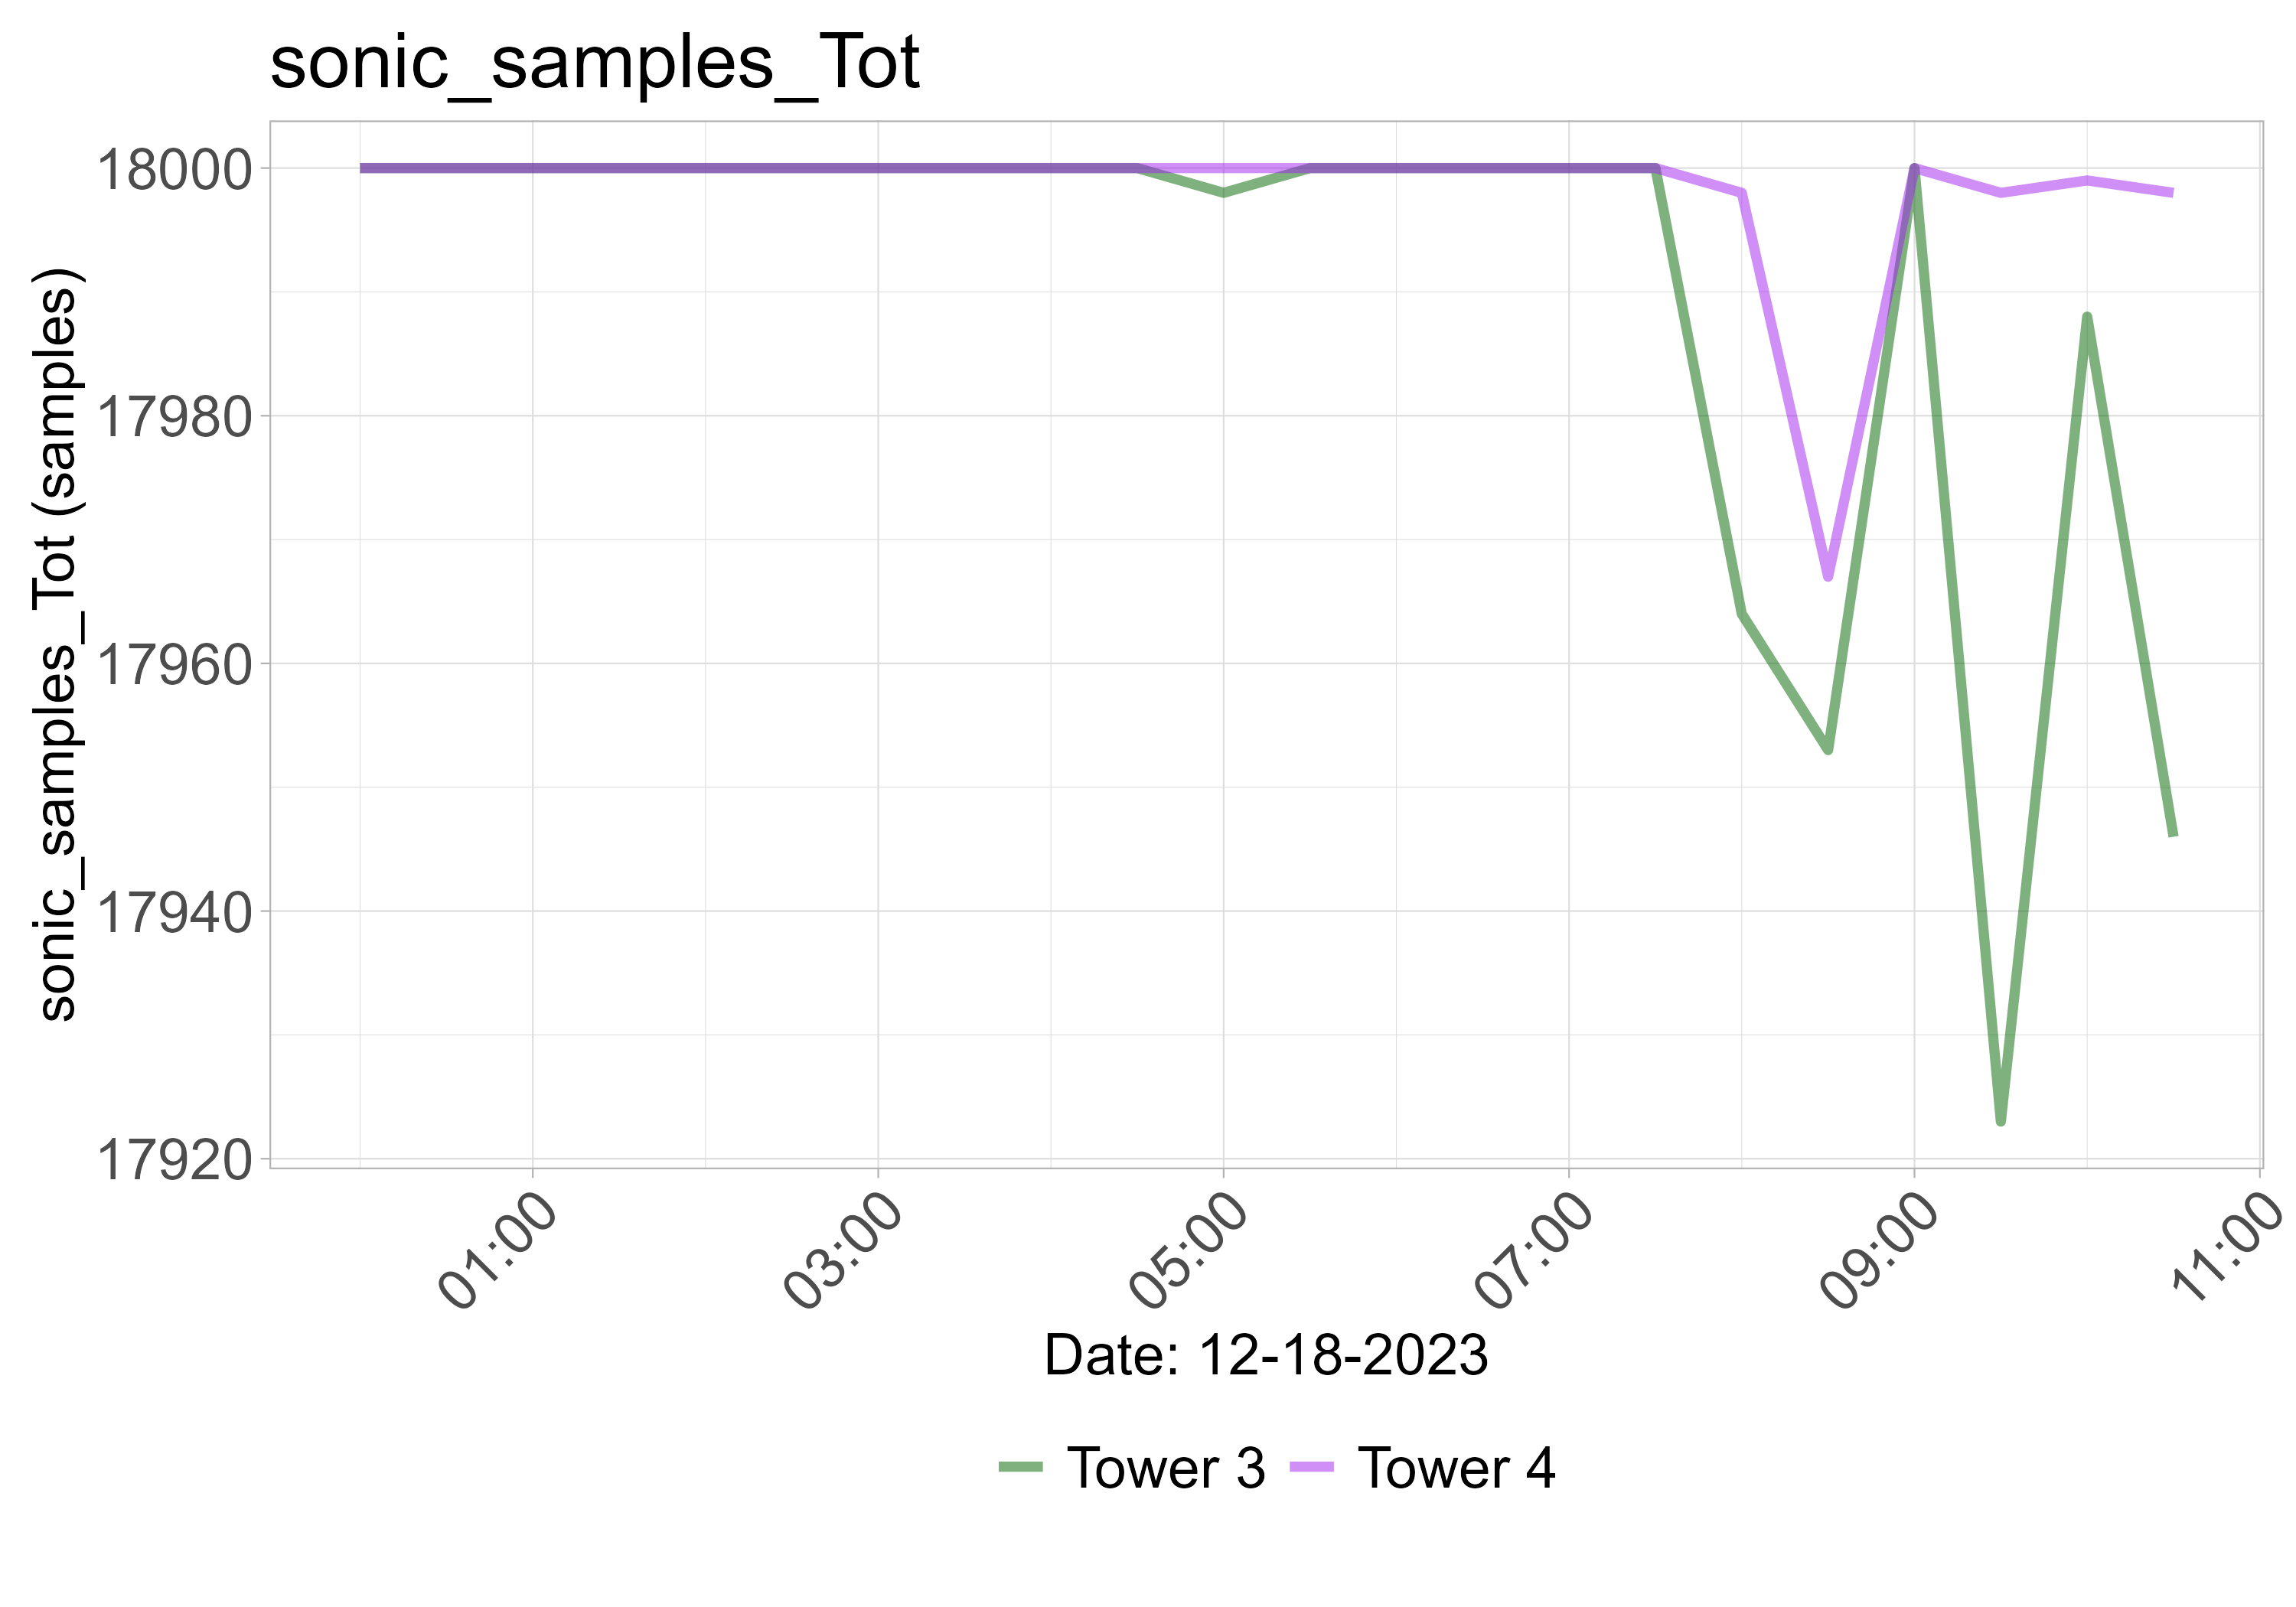 sonic_samples_Tot
sonic_samples_Tot (samples)
18000
17980
17960
17940
17920
01:00
03:00
05:00
07:00
09:00
11:00
Date: 12-18-2023
Tower 3
Tower 4